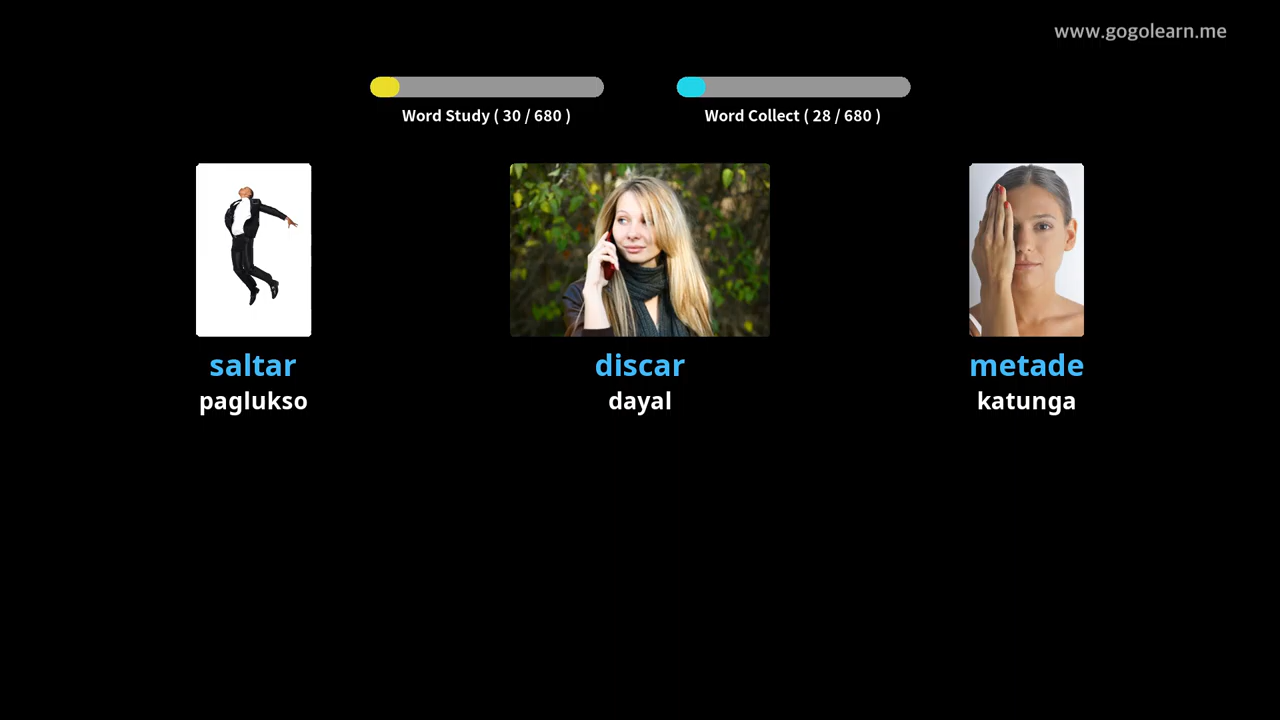 www.gogolearn.me
Word Study ( 30 / 680 )
Word Collect ( 28 / 680 )
saltar
discar
metade
paglukso
dayal
katunga